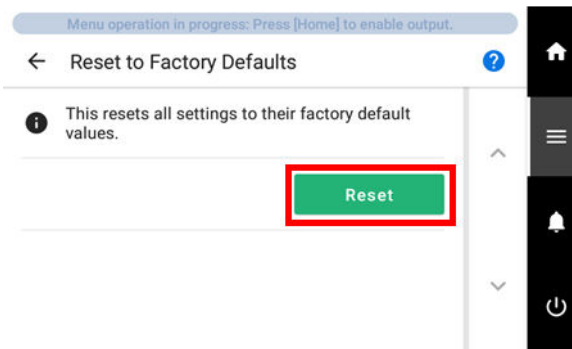 Menu operation in progress: Press [Home] to enable output.
Reset to Factory Defaults
?
This resets all settings to their factory default
values.
Reset